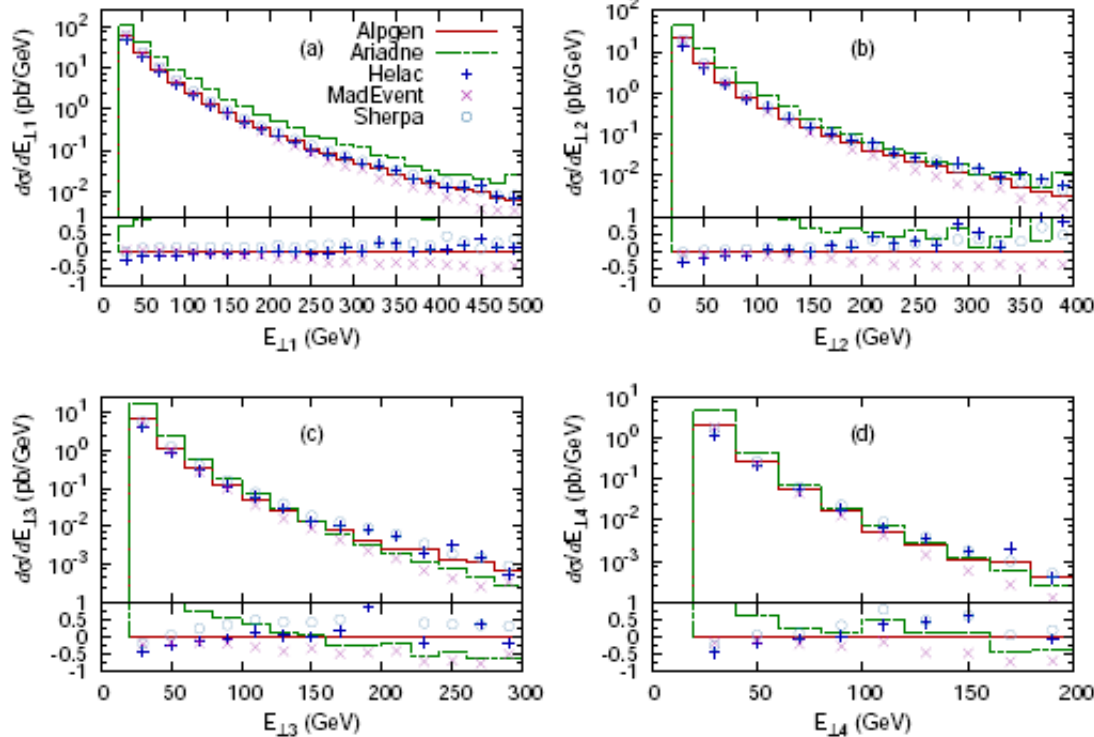 (a)
Alpgen
Ariadne
Helac
MadEvent
Sherpa
dσ/dE⊥1 (pb/GeV)
10²
10¹
10⁰
10⁻¹
10⁻²
1
0.5
0
-0.5
-1
0 50 100 150 200 250 300 350 400 450 500
E⊥1 (GeV)
(b)
dσ/dE⊥2 (pb/GeV)
10¹
10⁰
10⁻¹
10⁻²
1
0.5
0
-0.5
-1
0 50 100 150 200 250 300 350 400
E⊥2 (GeV)
(c)
dσ/dE⊥3 (pb/GeV)
10¹
10⁰
10⁻¹
10⁻²
10⁻³
1
0.5
0
-0.5
-1
0 50 100 150 200 250 300
E⊥3 (GeV)
(d)
dσ/dE⊥4 (pb/GeV)
10¹
10⁰
10⁻¹
10⁻²
10⁻³
1
0.5
0
-0.5
-1
0 50 100 150 200
E⊥4 (GeV)